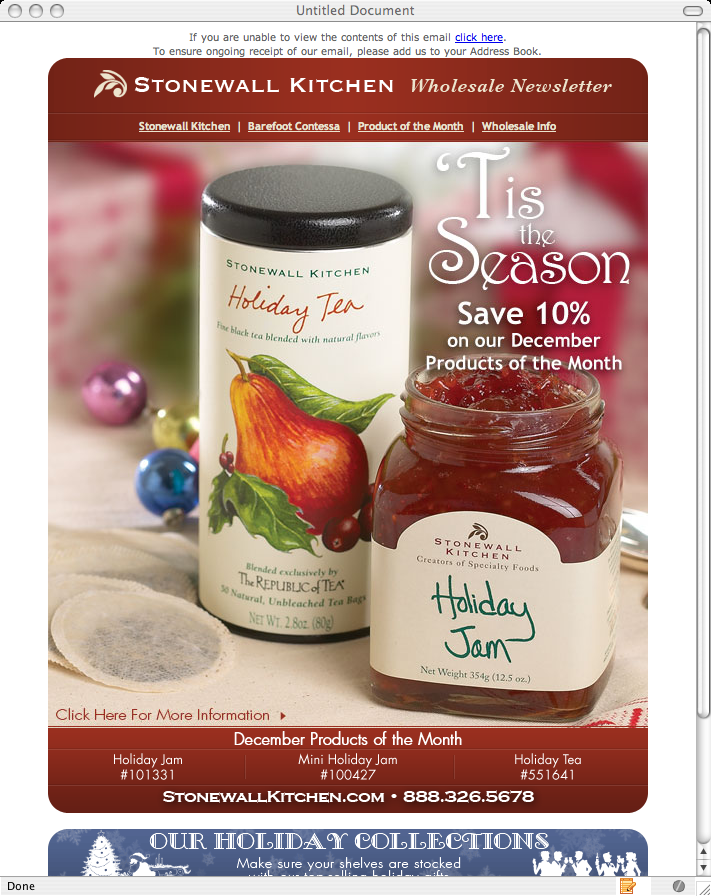 Untitled Document
If you are unable to view the contents of this email click here.
To ensure ongoing receipt of our email, please add us to your Address Book.
STONEWALL KITCHEN Wholesale Newsletter
Stonewall Kitchen | Barefoot Contessa | Product of the Month | Wholesale Info
'Tis
the
Season
Save 10%
on our December
Products of the Month
STONEWALL KITCHEN
Holiday Tea
Fine black tea blended with natural flavors
Blended exclusively by
THE REPUBLIC of TEA
50 Natural, Unbleached Tea Bags
NET WT. 2.8oz. (80g)
STONEWALL
KITCHEN
Creators of Specialty Foods
Holiday
Jam
Net Weight 354g (12.5 oz.)
Click Here For More Information
December Products of the Month
Holiday Jam Mini Holiday Jam Holiday Tea
#101331 #100427 #551641
STONEWALLKITCHEN.COM • 888.326.5678
OUR HOLIDAY COLLECTIONS
Make sure your shelves are stocked
with our top-selling holiday gifts
Done